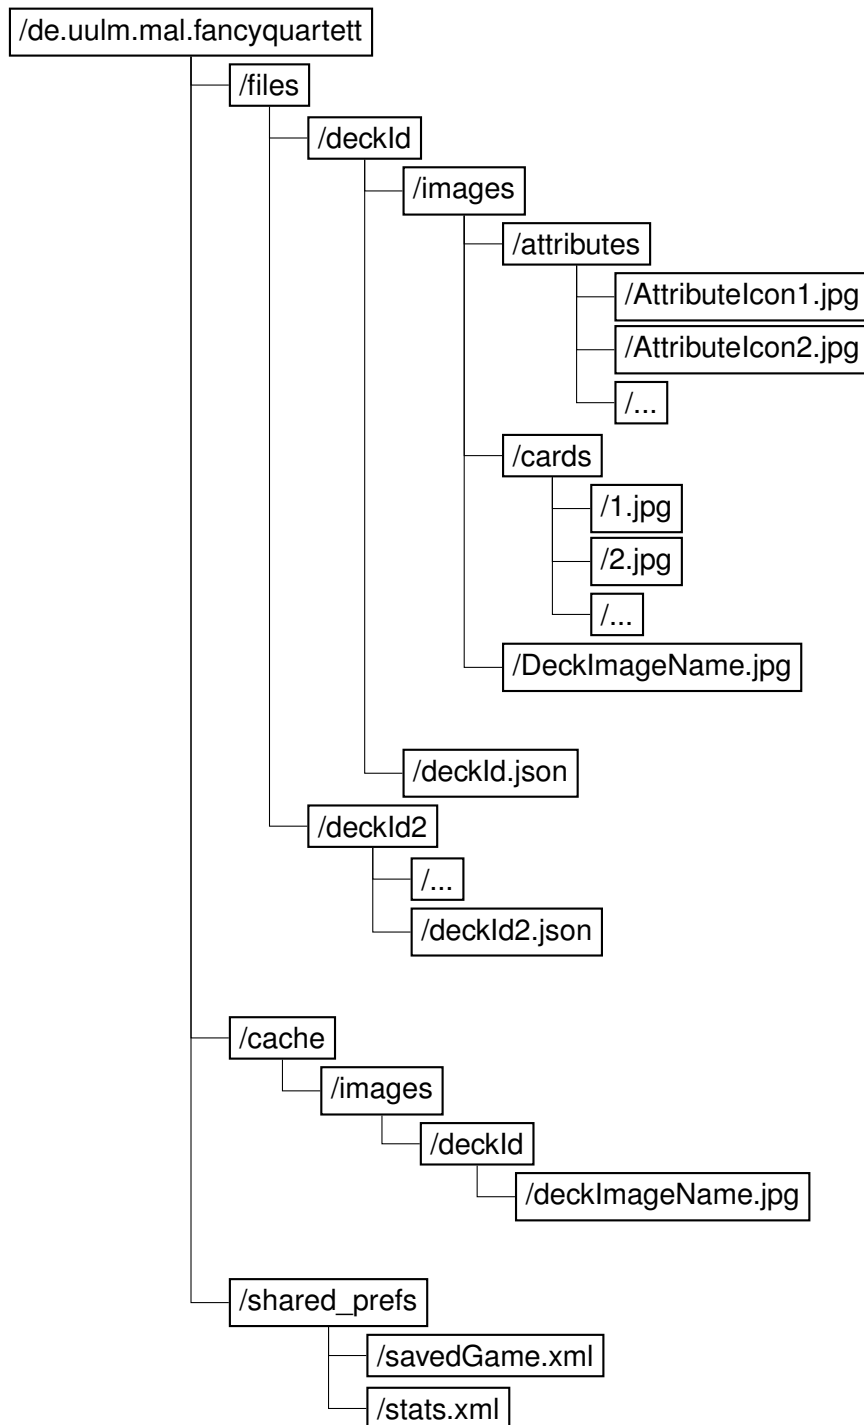 /de.uulm.mal.fancyquartett
/files
/deckId
/images
/attributes
/AttributeIcon1.jpg
/AttributeIcon2.jpg
/...
/cards
/1.jpg
/2.jpg
/...
/DeckImageName.jpg
/deckId.json
/deckId2
/...
/deckId2.json
/cache
/images
/deckId
/deckImageName.jpg
/shared_prefs
/savedGame.xml
/stats.xml